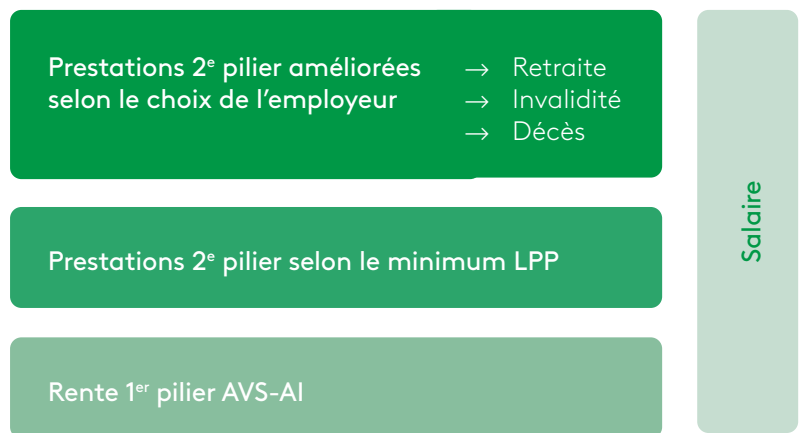 Prestations 2e pilier améliorées
selon le choix de l’employeur
→ Retraite
→ Invalidité
→ Décès
Prestations 2e pilier selon le minimum LPP
Rente 1er pilier AVS-AI
Salaire